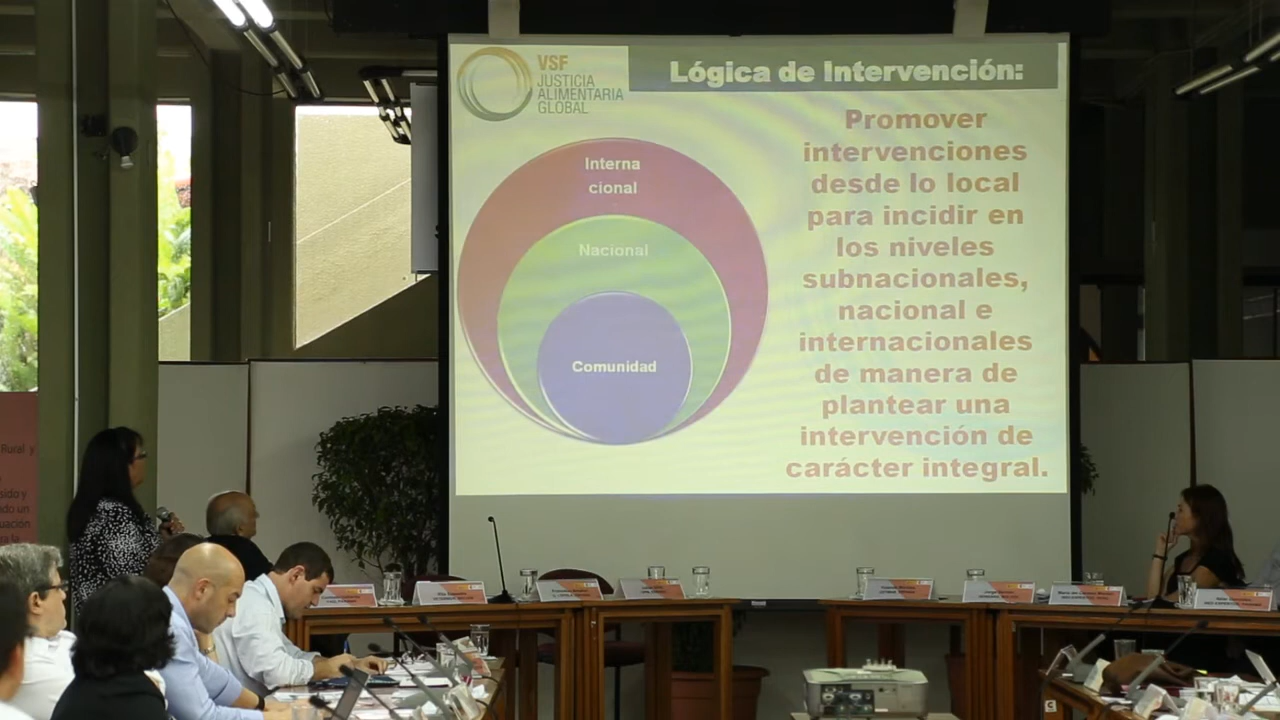 VSF
JUSTICIA
ALIMENTARIA
GLOBAL
Lógica de Intervención:
Interna
cional
Nacional
Comunidad
Promover
intervenciones
desde lo local
para incidir en
los niveles
subnacionales,
nacional e
internacionales
de manera de
plantear una
intervención de
carácter integral.
Rural y